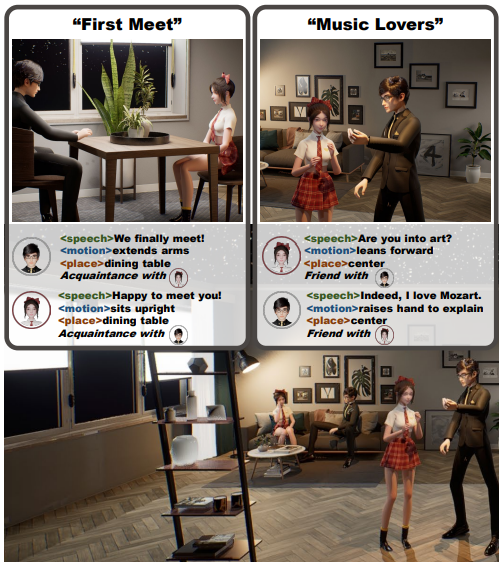 “First Meet”
<speech>We finally meet!
<motion>extends arms
<place>dining table
Acquaintance with
<speech>Happy to meet you!
<motion>sits upright
<place>dining table
Acquaintance with
“Music Lovers”
<speech>Are you into art?
<motion>leans forward
<place>center
Friend with
<speech>Indeed, I love Mozart.
<motion>raises hand to explain
<place>center
Friend with